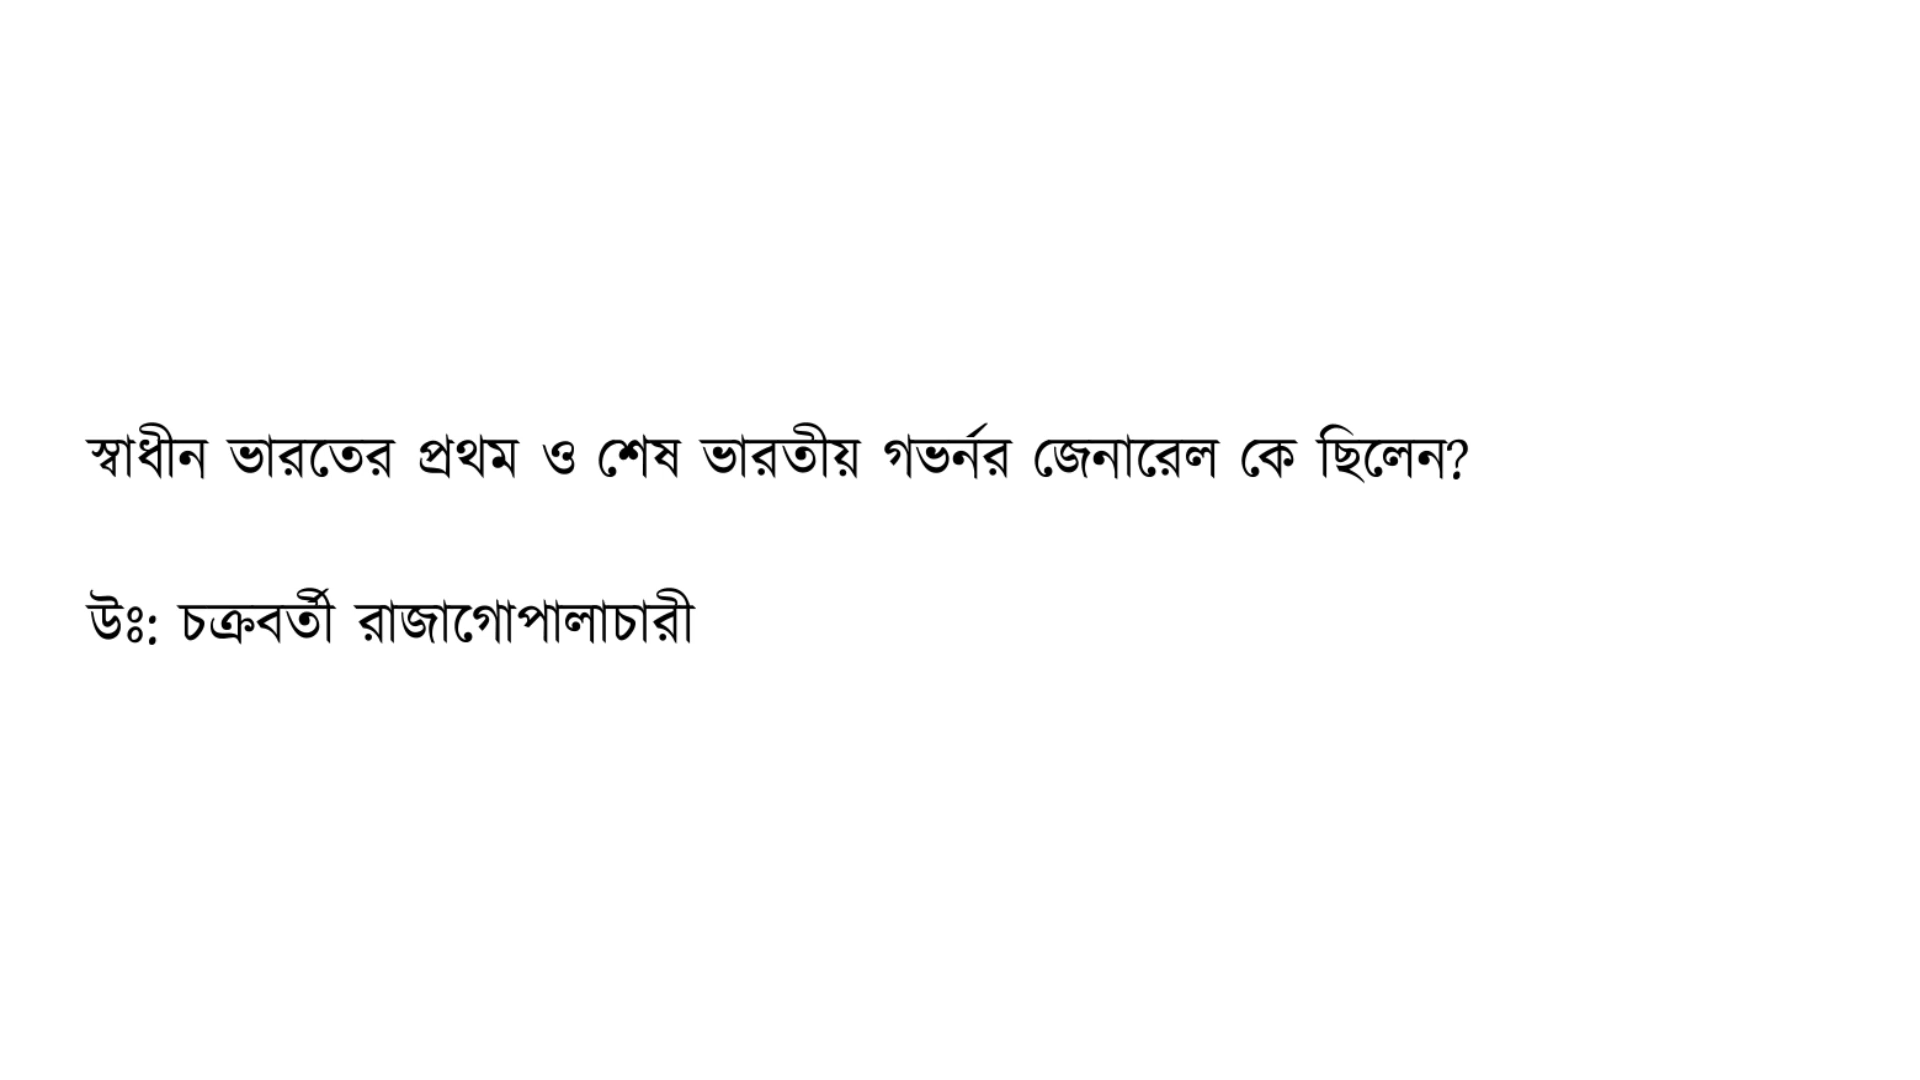 স্বাধীন ভারতের প্রথম ও শেষ ভারতীয় গভর্নর জেনারেল কে ছিলেন?
উঃ: চক্রবর্তী রাজাগোপালাচারী